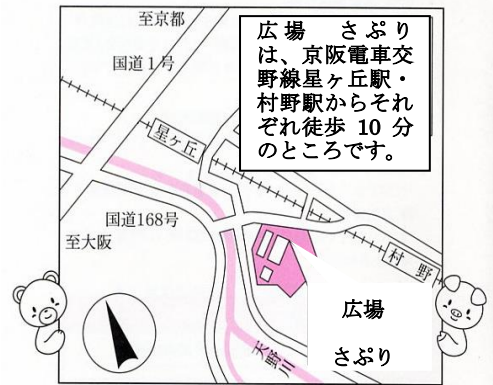 至京都
国道1号
広場 さぷり
は、京阪電車交
野線星ヶ丘駅・
村野駅からそれ
ぞれ徒歩 10 分
のところです。
星ヶ丘
国道168号
至大阪
村野
広場
さぷり
天野川